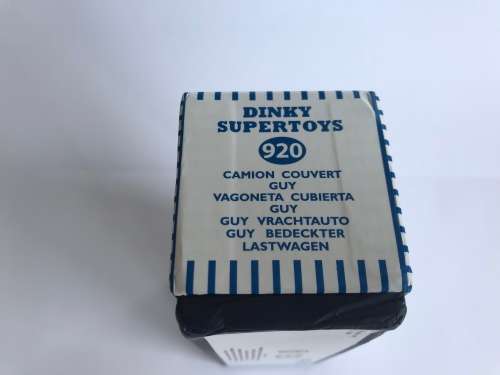 DINKY
SUPERTOYS
920
CAMION COUVERT
GUY
VAGONETA CUBIERTA
GUY
GUY VRACHTAUTO
GUY BEDECKTER
LASTWAGEN